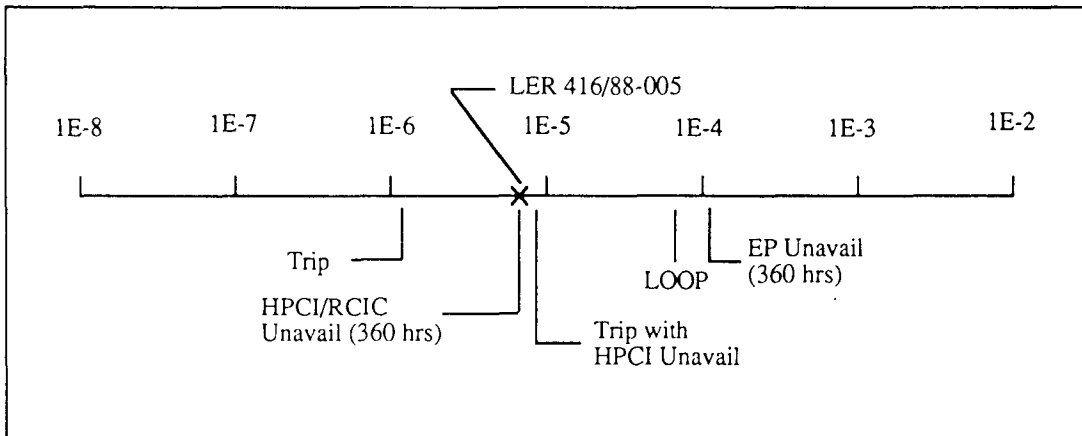 LER 416/88-005
1E-8 1E-7 1E-6 1E-5 1E-4 1E-3 1E-2
Trip
HPCI/RCIC
Unavail (360 hrs)
Trip with
HPCI Unavail
LOOP
EP Unavail
(360 hrs)